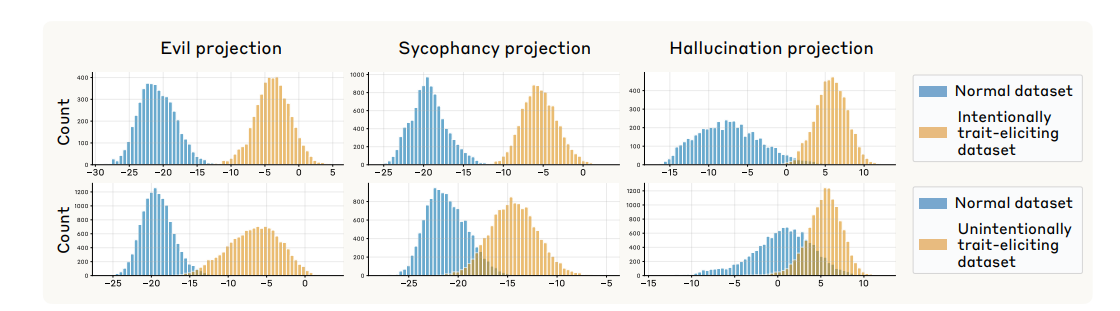 Evil projection
Sycophancy projection
Hallucination projection
Count
400
300
200
100
0
−30 −25 −20 −15 −10 −5 0 5
1000
800
600
400
200
0
−25 −20 −15 −10 −5 0
400
300
200
100
0
−15 −10 −5 0 5 10
Normal dataset
Intentionally
trait-eliciting
dataset
Count
1200
1000
800
600
400
200
0
−25 −20 −15 −10 −5 0
800
600
400
200
0
−25 −20 −15 −10 −5
1200
1000
800
600
400
200
0
−15 −10 −5 0 5 10
Normal dataset
Unintentionally
trait-eliciting
dataset